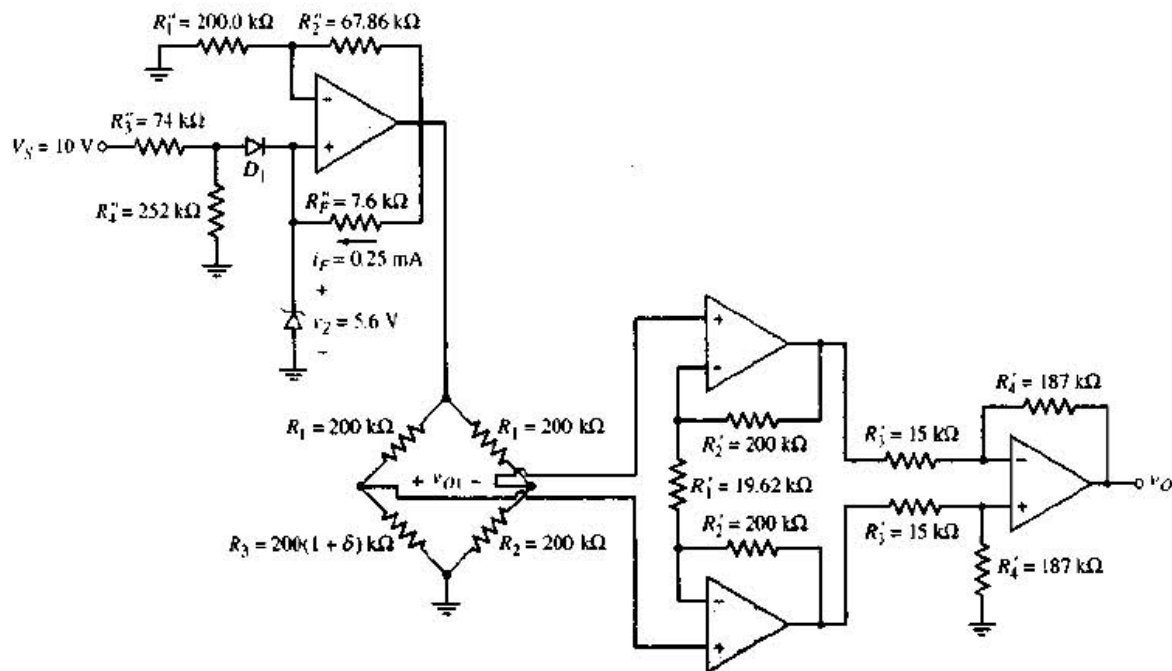 R₁″ = 200.0 kΩ
R₂″ = 67.86 kΩ
R₃″ = 74 kΩ
V_S = 10 V
D₁
R₄″ = 252 kΩ
R_F″ = 7.6 kΩ
i_F = 0.25 mA
+
v_Z = 5.6 V
−
R₁ = 200 kΩ
R₁ = 200 kΩ
+ v_O1 −
R₃ = 200(1 + δ) kΩ
R₂ = 200 kΩ
R₂′ = 200 kΩ
R₁′ = 19.62 kΩ
R₂′ = 200 kΩ
R₃′ = 15 kΩ
R₄′ = 187 kΩ
R₃′ = 15 kΩ
R₄′ = 187 kΩ
v_O